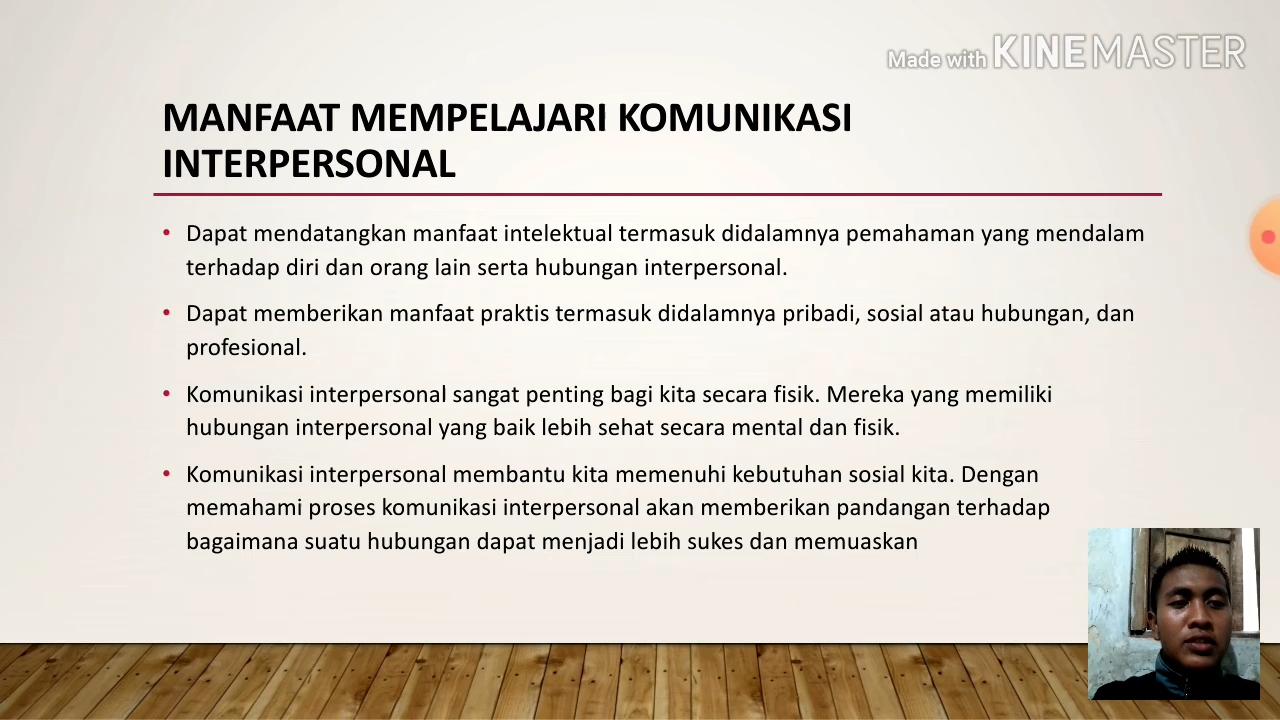 Made with KINEMASTER
MANFAAT MEMPELAJARI KOMUNIKASI
INTERPERSONAL
• Dapat mendatangkan manfaat intelektual termasuk didalamnya pemahaman yang mendalam
terhadap diri dan orang lain serta hubungan interpersonal.
• Dapat memberikan manfaat praktis termasuk didalamnya pribadi, sosial atau hubungan, dan
profesional.
• Komunikasi interpersonal sangat penting bagi kita secara fisik. Mereka yang memiliki
hubungan interpersonal yang baik lebih sehat secara mental dan fisik.
• Komunikasi interpersonal membantu kita memenuhi kebutuhan sosial kita. Dengan
memahami proses komunikasi interpersonal akan memberikan pandangan terhadap
bagaimana suatu hubungan dapat menjadi lebih sukes dan memuaskan